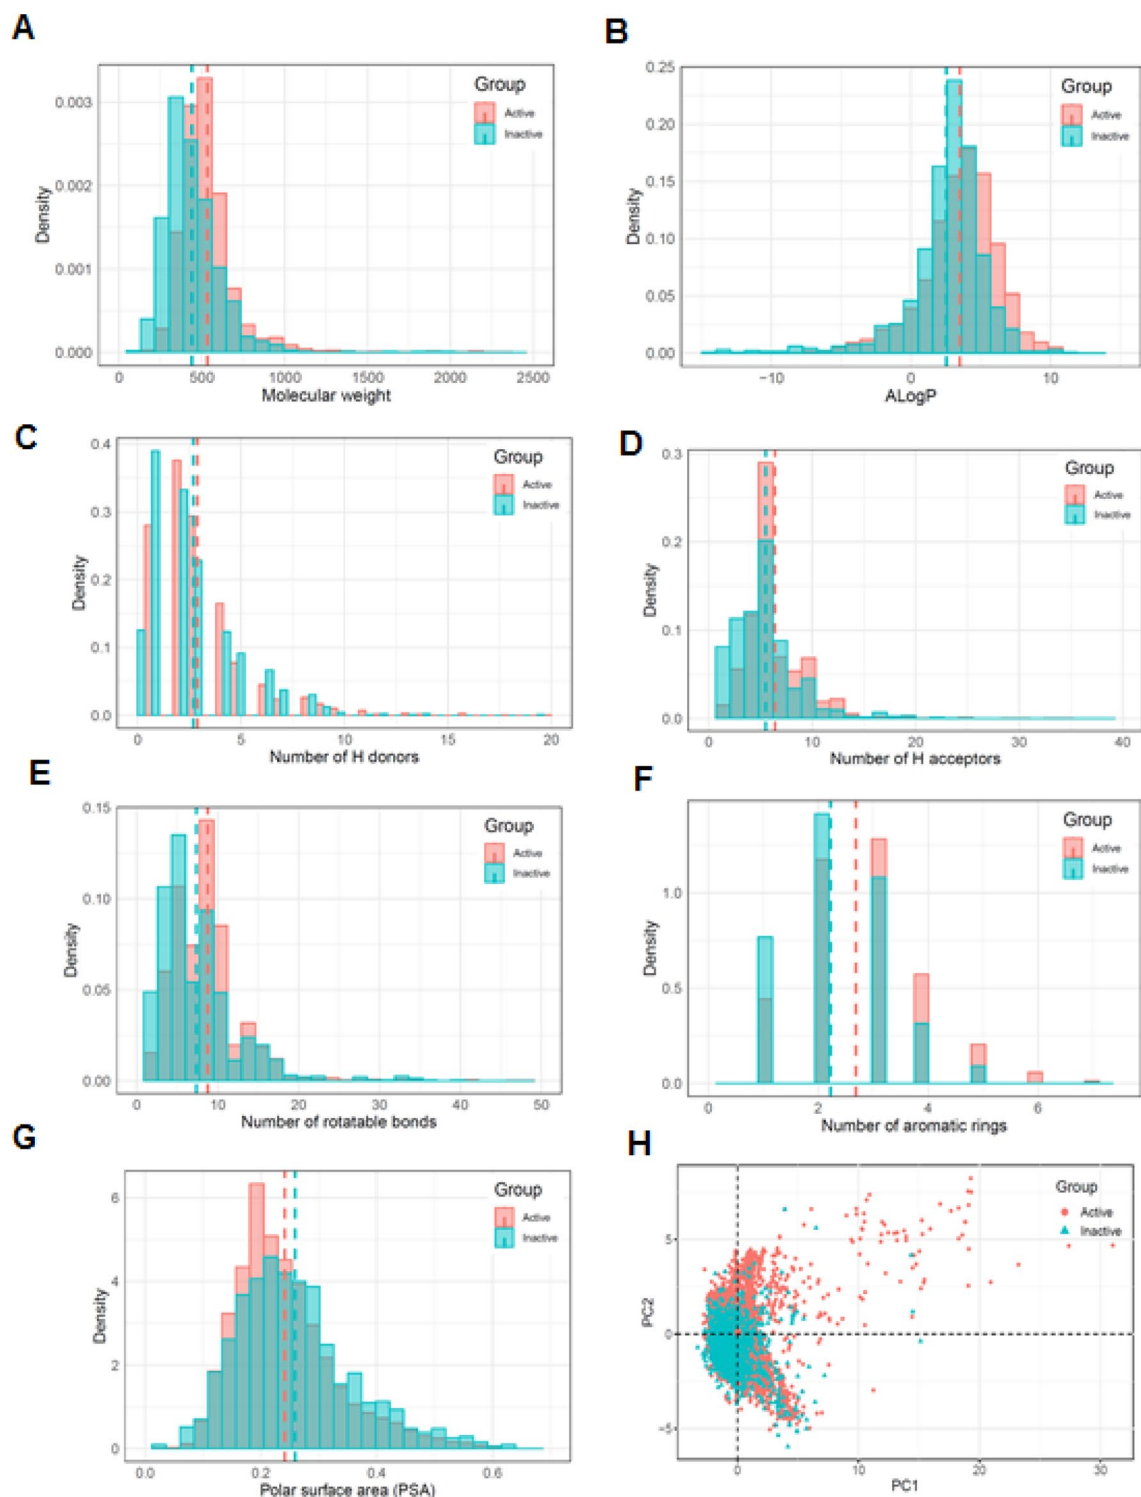 A
Group
Active
Inactive
0.003
0.002
0.001
0.000
Density
0 500 1000 1500 2000 2500
Molecular weight
B
Group
Active
Inactive
0.25
0.20
0.15
0.10
0.05
0.00
Density
−10 0 10
ALogP
C
Group
Active
Inactive
0.4
0.3
0.2
0.1
0.0
Density
0 5 10 15 20
Number of H donors
D
Group
Active
Inactive
0.3
0.2
0.1
0.0
Density
0 10 20 30 40
Number of H acceptors
E
Group
Active
Inactive
0.15
0.10
0.05
0.00
Density
0 10 20 30 40 50
Number of rotatable bonds
F
Group
Active
Inactive
1.0
0.5
0.0
Density
0 2 4 6
Number of aromatic rings
G
Group
Active
Inactive
6
4
2
0
Density
0.0 0.2 0.4 0.6
Polar surface area (PSA)
H
Group
Active
Inactive
5
0
−5
PC2
0 10 20 30
PC1